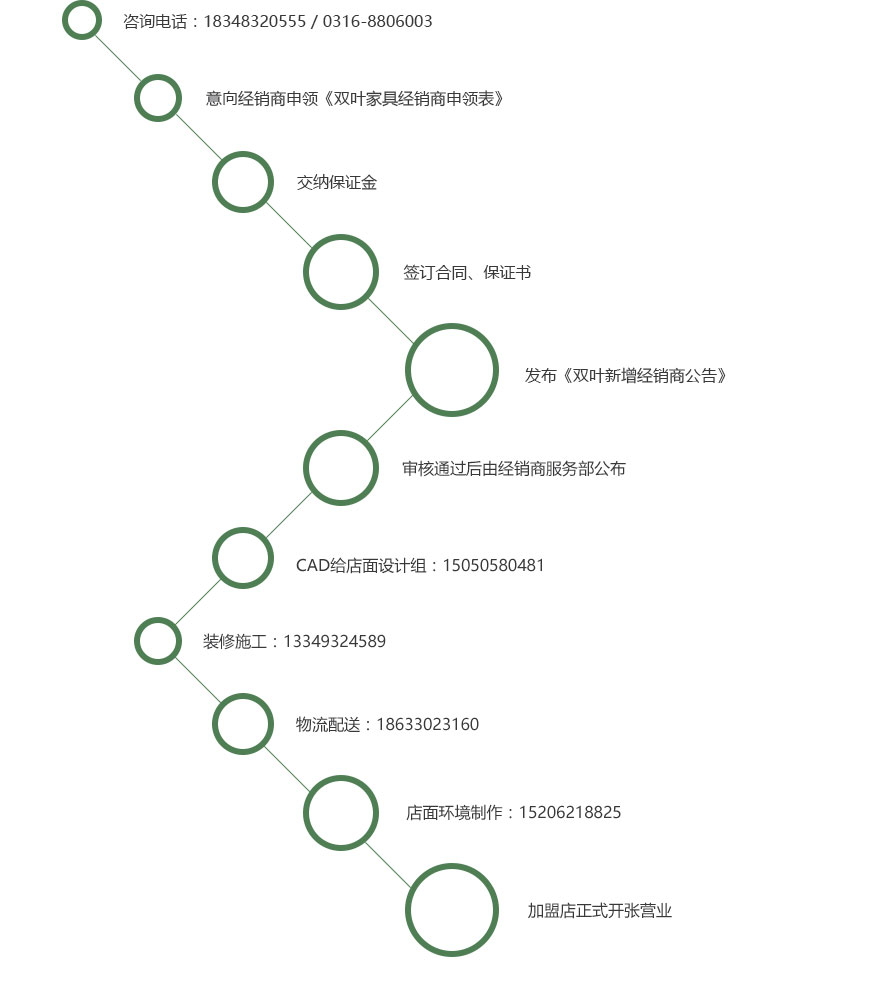 咨询电话：18348320555 / 0316-8806003
意向经销商申领《双叶家具经销商申领表》
交纳保证金
签订合同、保证书
发布《双叶新增经销商公告》
审核通过后由经销商服务部公布
CAD给店面设计组：15050580481
装修施工：13349324589
物流配送：18633023160
店面环境制作：15206218825
加盟店正式开张营业